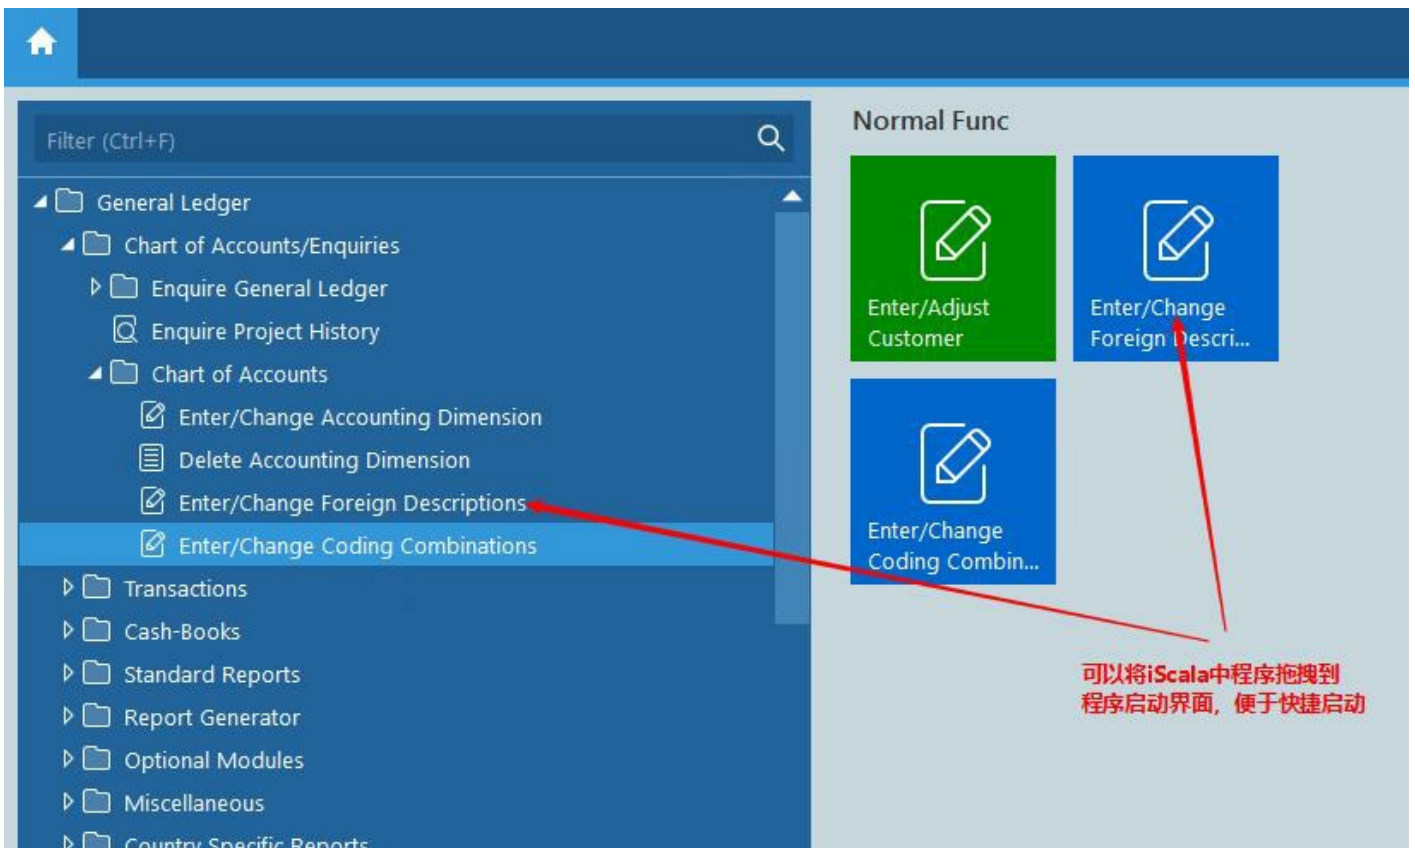 Filter (Ctrl+F)
General Ledger
Chart of Accounts/Enquiries
Enquire General Ledger
Enquire Project History
Chart of Accounts
Enter/Change Accounting Dimension
Delete Accounting Dimension
Enter/Change Foreign Descriptions
Enter/Change Coding Combinations
Transactions
Cash-Books
Standard Reports
Report Generator
Optional Modules
Miscellaneous
Country Specific Reports
Normal Func
Enter/Adjust
Customer
Enter/Change
Foreign Descri...
Enter/Change
Coding Combin...
可以将iScala中程序拖拽到
程序启动界面，便于快捷启动